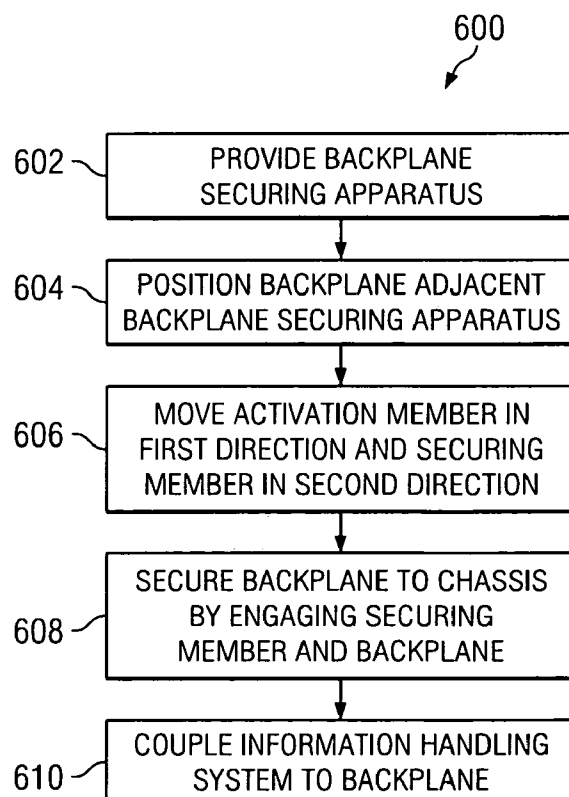 600
602
PROVIDE BACKPLANE
SECURING APPARATUS
604
POSITION BACKPLANE ADJACENT
BACKPLANE SECURING APPARATUS
606
MOVE ACTIVATION MEMBER IN
FIRST DIRECTION AND SECURING
MEMBER IN SECOND DIRECTION
608
SECURE BACKPLANE TO CHASSIS
BY ENGAGING SECURING
MEMBER AND BACKPLANE
610
COUPLE INFORMATION HANDLING
SYSTEM TO BACKPLANE